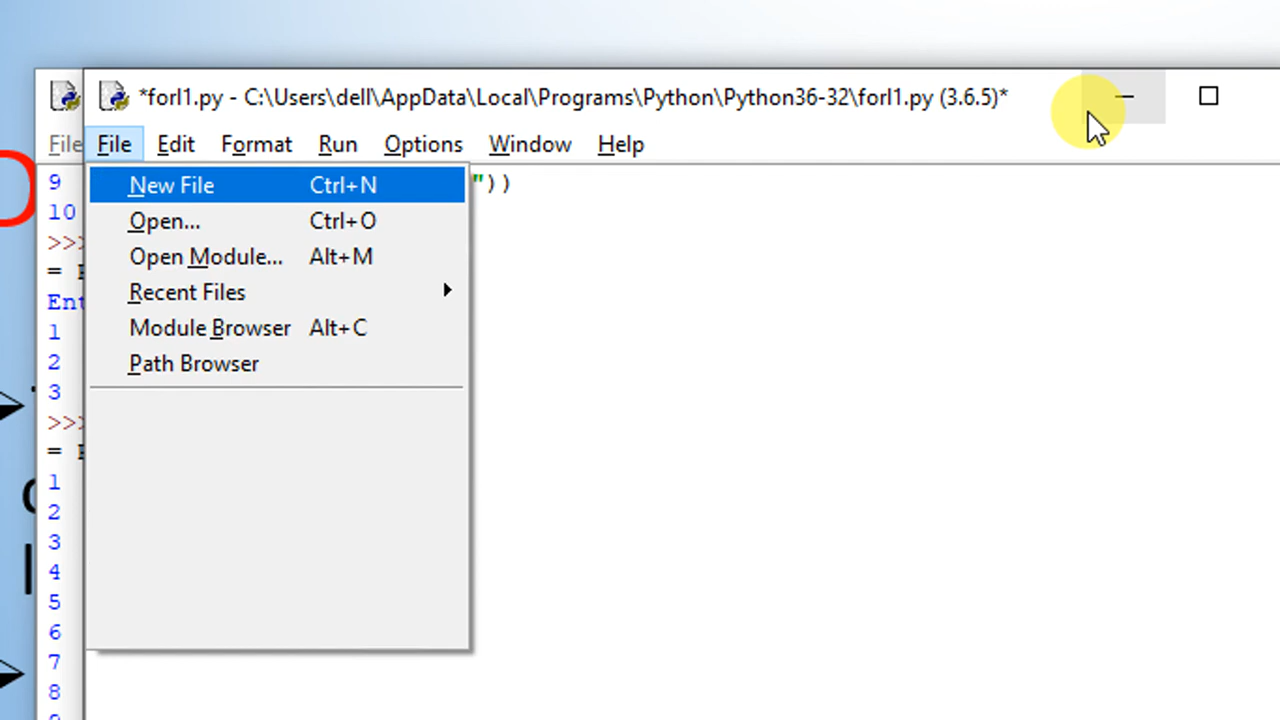 *forl1.py - C:\Users\dell\AppData\Local\Programs\Python\Python36-32\forl1.py (3.6.5)*
File File Edit Format Run Options Window Help
9 New File Ctrl+N "))
10 Open... Ctrl+O
>>> Open Module... Alt+M
= Recent Files
Ent Module Browser Alt+C
1
2 Path Browser
3
>>>
=
1
2
3
4
5
6
7
8